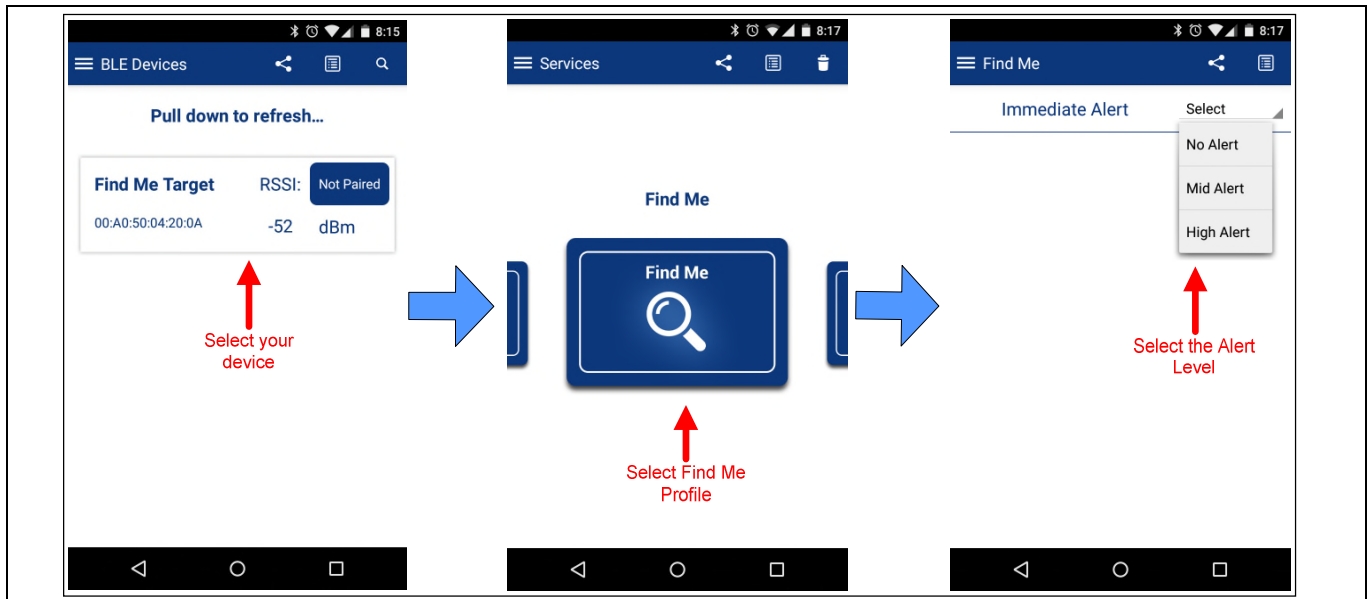 8:15
BLE Devices
Pull down to refresh...
Find Me Target RSSI: Not Paired
00:A0:50:04:20:0A -52 dBm
Select your
device
8:17
Services
Find Me
Find Me
Select Find Me
Profile
8:17
Find Me
Immediate Alert Select
No Alert
Mid Alert
High Alert
Select the Alert
Level